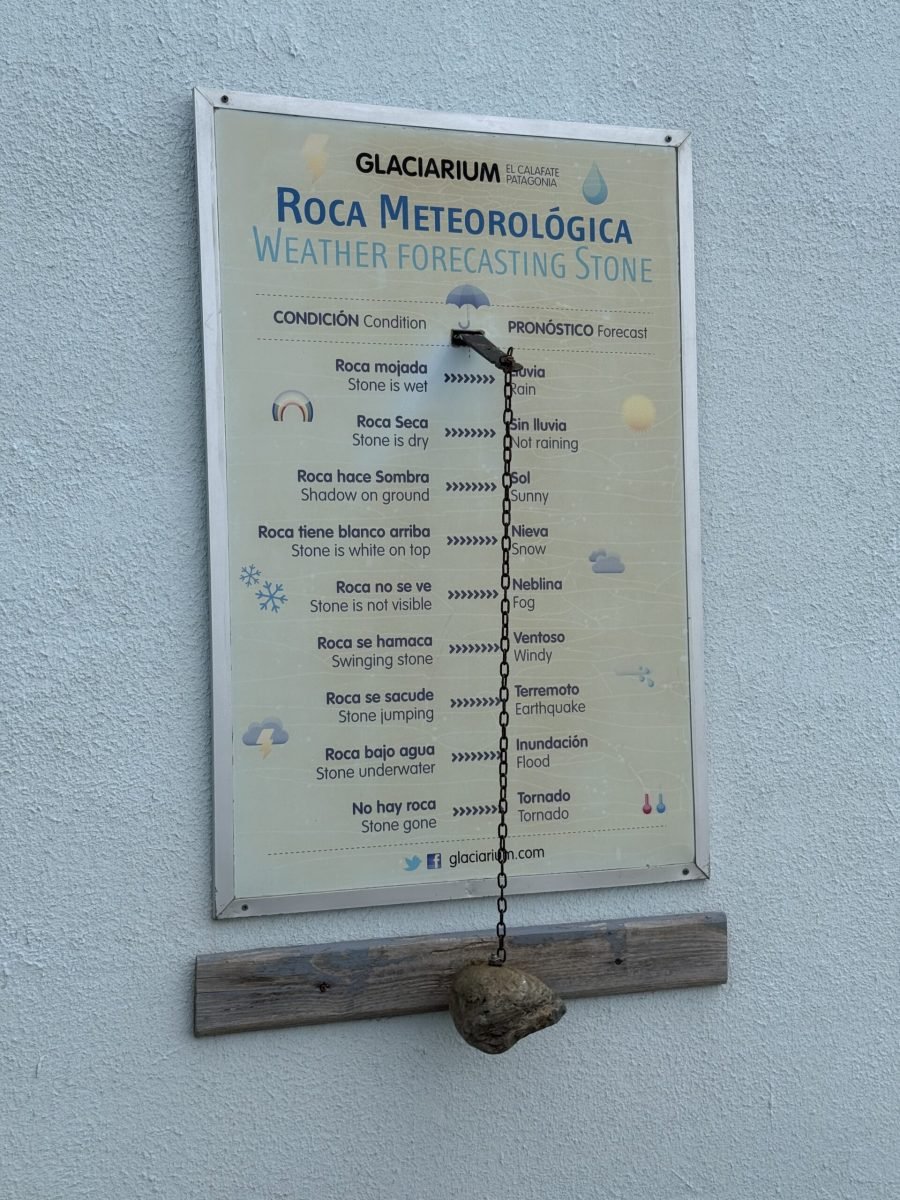 GLACIARIUM EL CALAFATE
PATAGONIA
ROCA METEOROLÓGICA
WEATHER FORECASTING STONE
CONDICIÓN Condition PRONÓSTICO Forecast
Roca mojada »»»» lluvia
Stone is wet Rain
Roca Seca »»»» Sin lluvia
Stone is dry Not raining
Roca hace Sombra »»»» Sol
Shadow on ground Sunny
Roca tiene blanco arriba »»»» Nieva
Stone is white on top Snow
Roca no se ve »»»» Neblina
Stone is not visible Fog
Roca se hamaca »»»» Ventoso
Swinging stone Windy
Roca se sacude »»»» Terremoto
Stone jumping Earthquake
Roca bajo agua »»»» Inundación
Stone underwater Flood
No hay roca »»»» Tornado
Stone gone Tornado
glaciarium.com